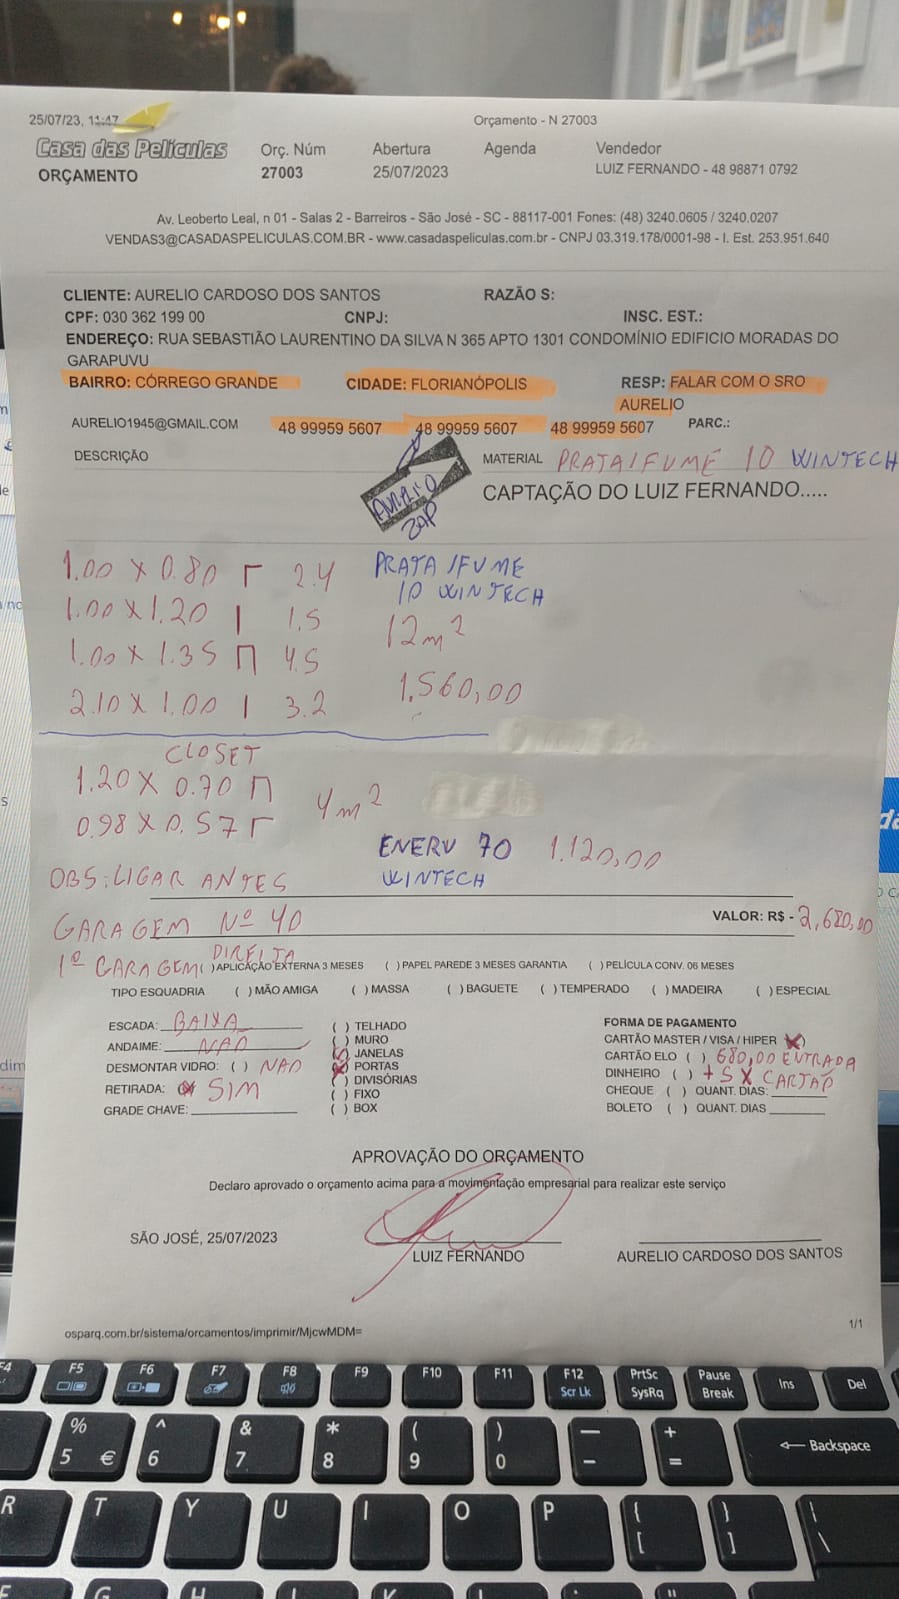 25/07/23, 11:47
Orçamento - N 27003
Casa das Películas
Orç. Núm
Abertura
Agenda
Vendedor
ORÇAMENTO
27003
25/07/2023
LUIZ FERNANDO - 48 98871 0792
Av. Leoberto Leal, n 01 - Salas 2 - Barreiros - São José - SC - 88117-001 Fones: (48) 3240.0605 / 3240.0207
VENDAS3@CASADASPELICULAS.COM.BR - www.casadaspeliculas.com.br - CNPJ 03.319.178/0001-98 - I. Est. 253.951.640
CLIENTE: AURELIO CARDOSO DOS SANTOS
RAZÃO S:
CPF: 030 362 199 00
CNPJ:
INSC. EST.:
ENDEREÇO: RUA SEBASTIÃO LAURENTINO DA SILVA N 365 APTO 1301 CONDOMÍNIO EDIFICIO MORADAS DO
GARAPUVU
BAIRRO: CÓRREGO GRANDE
CIDADE: FLORIANÓPOLIS
RESP: FALAR COM O SRO
AURELIO
AURELIO1945@GMAIL.COM
48 99959 5607
48 99959 5607
48 99959 5607
PARC.:
DESCRIÇÃO
MATERIAL PRATA/FUMÊ 10 WINTECH
CAPTAÇÃO DO LUIZ FERNANDO.....
1.00 X 0.80 Γ 2.4
PRATA/FUME
10 WINTECH
1.00 X 1.20 | 1,5
12m²
1.00 X 1.35 Π 4.5
2.10 X 1.00 | 3.2
1.560,00
CLOSET
1.20 X 0.70 Π
4m²
0.98 X 0.57 Γ
ENERV 70 1.120,00
WINTECH
OBS: LIGAR ANTES
GARAGEM Nº 40
VALOR: R$ - 2,680,00
1º GARAGEM DIREITA
( ) APLICAÇÃO EXTERNA 3 MESES ( ) PAPEL PAREDE 3 MESES GARANTIA ( ) PELÍCULA CONV. 06 MESES
TIPO ESQUADRIA ( ) MÃO AMIGA ( ) MASSA ( ) BAGUETE ( ) TEMPERADO ( ) MADEIRA ( ) ESPECIAL
ESCADA: BAIXA
ANDAIME: NÃO
DESMONTAR VIDRO: ( ) NÃO
RETIRADA: (X) SIM
GRADE CHAVE:
( ) TELHADO
( ) MURO
(X) JANELAS
(X) PORTAS
( ) DIVISÓRIAS
( ) FIXO
( ) BOX
FORMA DE PAGAMENTO
CARTÃO MASTER / VISA / HIPER (X)
CARTÃO ELO ( ) 680,00 ENTRADA
DINHEIRO ( ) + 5 X CARTÃO
CHEQUE ( ) QUANT. DIAS:
BOLETO ( ) QUANT. DIAS
APROVAÇÃO DO ORÇAMENTO
Declaro aprovado o orçamento acima para a movimentação empresarial para realizar este serviço
SÃO JOSÉ, 25/07/2023
LUIZ FERNANDO
AURELIO CARDOSO DOS SANTOS
osparq.com.br/sistema/orcamentos/imprimir/MjcwMDM=
1/1
F4 F5 F6 F7 F8 F9 F10 F11 F12 PrtSc Pause Ins Del
Scr Lk SysRq Break
% ^ & * ( ) — +
5 € 6 7 8 9 0 - = Backspace
R T Y U I O P { [ } ] | \